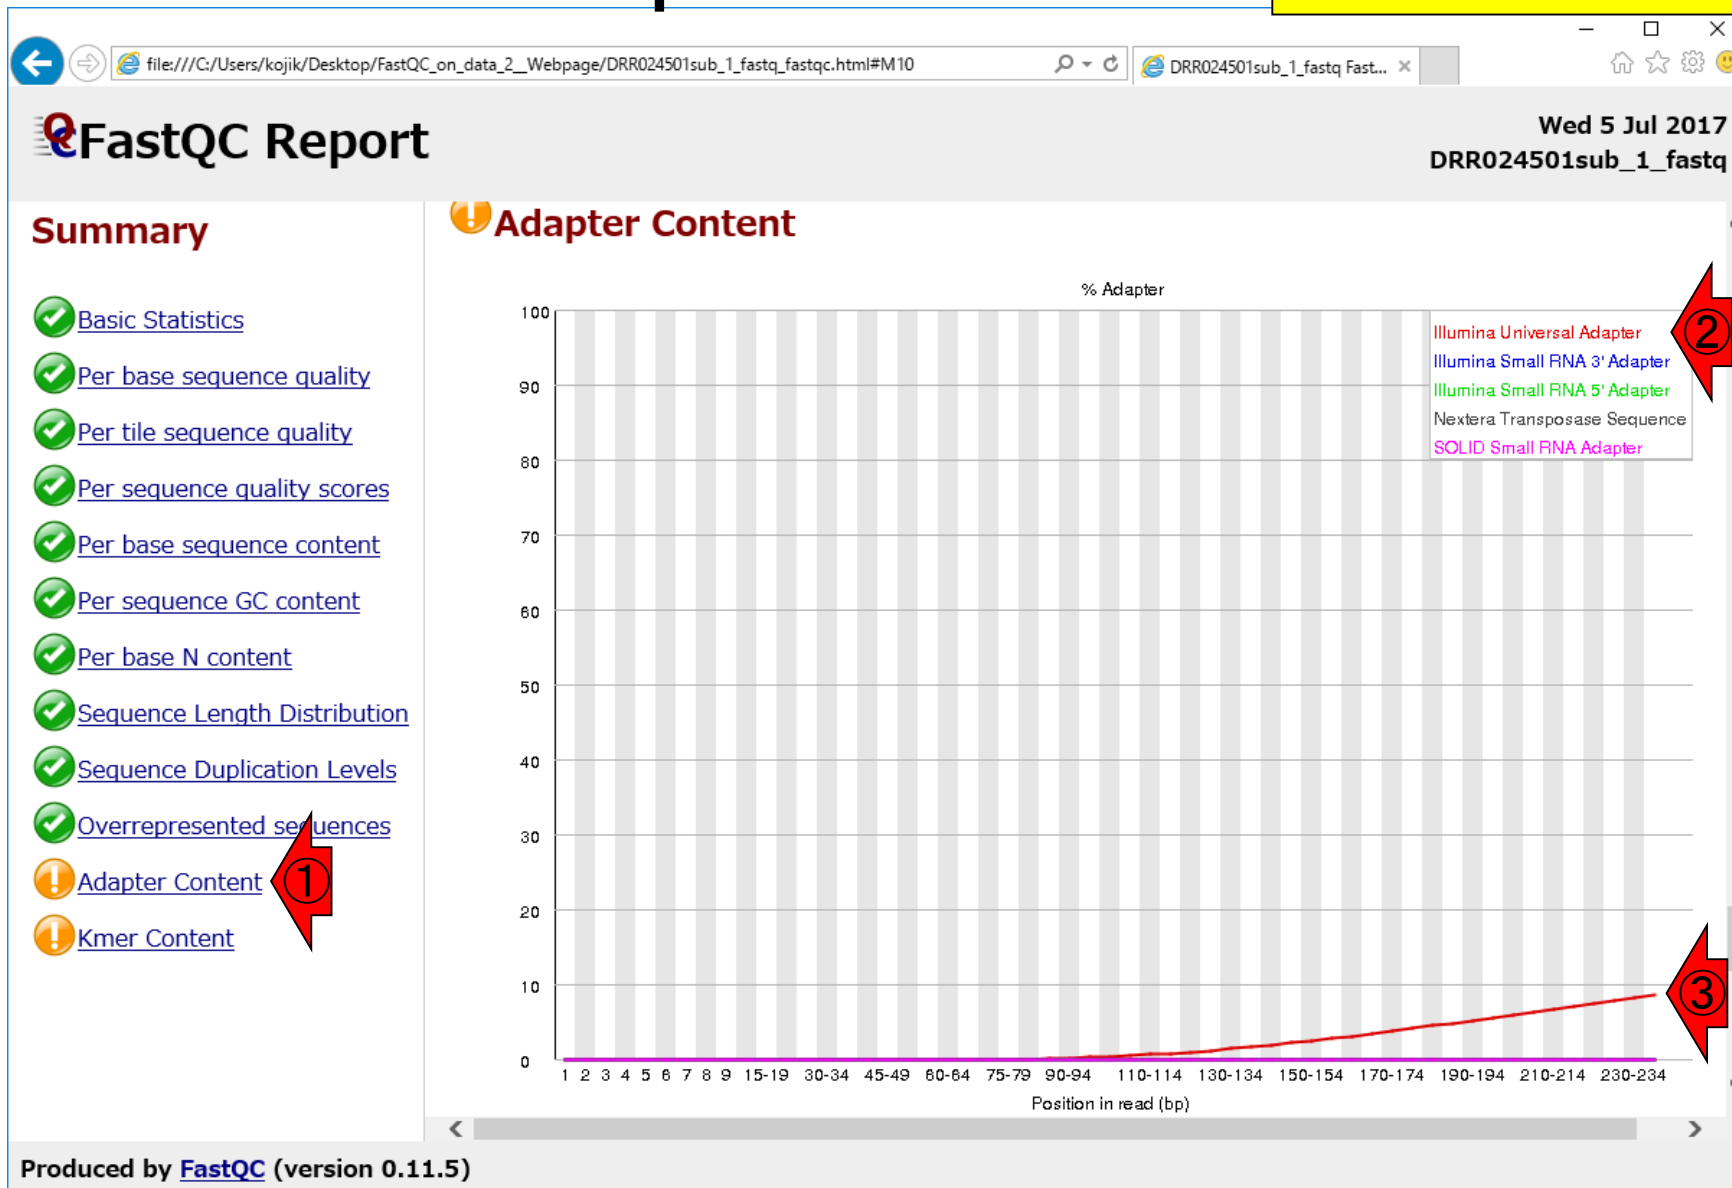 file:///C:/Users/kojik/Desktop/FastQC_on_data_2__Webpage/DRR024501sub_1_fastq_fastqc.html#M10
DRR024501sub_1_fastq Fast...
FastQC Report
Wed 5 Jul 2017
DRR024501sub_1_fastq
Summary
Basic Statistics
Per base sequence quality
Per tile sequence quality
Per sequence quality scores
Per base sequence content
Per sequence GC content
Per base N content
Sequence Length Distribution
Sequence Duplication Levels
Overrepresented sequences
Adapter Content
①
Kmer Content
Adapter Content
% Adapter
Illumina Universal Adapter
②
Illumina Small RNA 3' Adapter
Illumina Small RNA 5' Adapter
Nextera Transposase Sequence
SOLID Small RNA Adapter
100
90
80
70
60
50
40
30
20
10
0
③
1 2 3 4 5 6 7 8 9 15-19 30-34 45-49 60-64 75-79 90-94 110-114 130-134 150-154 170-174 190-194 210-214 230-234
Position in read (bp)
Produced by FastQC (version 0.11.5)